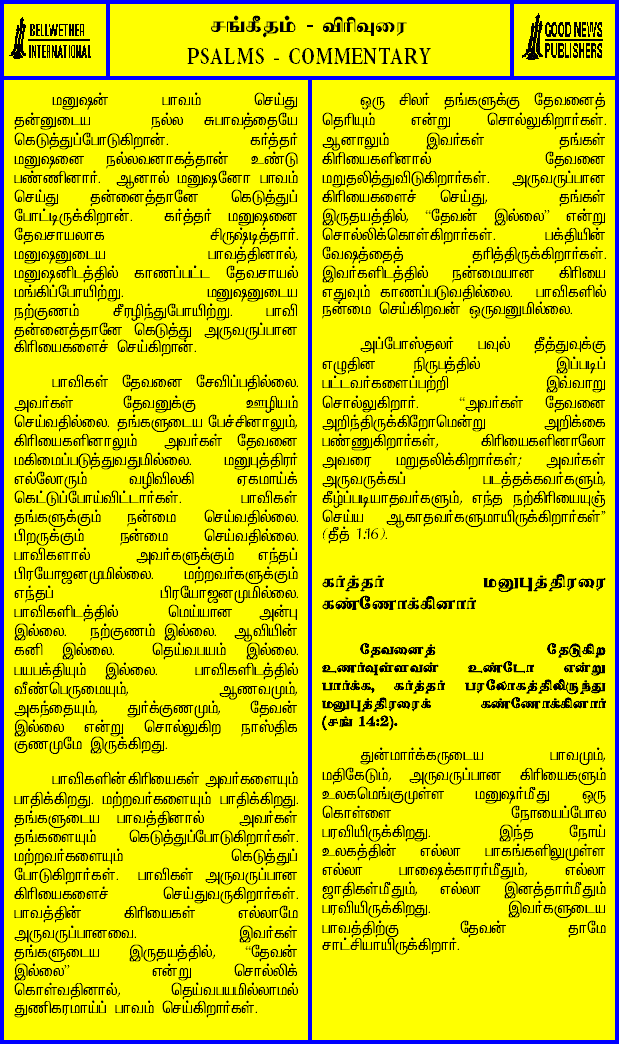 BELLWETHER
INTERNATIONAL
சங்கீதம் - விரிவுரை
PSALMS - COMMENTARY
GOOD NEWS
PUBLISHERS
மனுஷன் பாவம் செய்து
தன்னுடைய நல்ல சுபாவத்தையே
கெடுத்துப்போடுகிறான். கர்த்தர்
மனுஷனை நல்லவனாகத்தான் உண்டு
பண்ணினார். ஆனால் மனுஷனோ பாவம்
செய்து தன்னைத்தானே கெடுத்துப்
போட்டிருக்கிறான். கர்த்தர் மனுஷனை
தேவசாயலாக சிருஷ்டித்தார்.
மனுஷனுடைய பாவத்தினால்,
மனுஷனிடத்தில் காணப்பட்ட தேவசாயல்
மங்கிப்போயிற்று. மனுஷனுடைய
நற்குணம் சீரழிந்துபோயிற்று. பாவி
தன்னைத்தானே கெடுத்து அருவருப்பான
கிரியைகளைச் செய்கிறான்.
பாவிகள் தேவனை சேவிப்பதில்லை.
அவர்கள் தேவனுக்கு ஊழியம்
செய்வதில்லை. தங்களுடைய பேச்சினாலும்,
கிரியைகளினாலும் அவர்கள் தேவனை
மகிமைப்படுத்துவதுமில்லை. மனுபுத்திரர்
எல்லோரும் வழிவிலகி ஏகமாய்க்
கெட்டுப்போய்விட்டார்கள். பாவிகள்
தங்களுக்கும் நன்மை செய்வதில்லை.
பிறருக்கும் நன்மை செய்வதில்லை.
பாவிகளால் அவர்களுக்கும் எந்தப்
பிரயோஜனமுமில்லை. மற்றவர்களுக்கும்
எந்தப் பிரயோஜனமுமில்லை.
பாவிகளிடத்தில் மெய்யான அன்பு
இல்லை. நற்குணம் இல்லை. ஆவியின்
கனி இல்லை. தெய்வபயம் இல்லை.
பயபக்தியும் இல்லை. பாவிகளிடத்தில்
வீண்பெருமையும், ஆணவமும்,
அகந்தையும், துர்க்குணமும், தேவன்
இல்லை என்று சொல்லுகிற நாஸ்திக
குணமுமே இருக்கிறது.
பாவிகளின் கிரியைகள் அவர்களையும்
பாதிக்கிறது. மற்றவர்களையும் பாதிக்கிறது.
தங்களுடைய பாவத்தினால் அவர்கள்
தங்களையும் கெடுத்துப்போடுகிறார்கள்.
மற்றவர்களையும் கெடுத்துப்
போடுகிறார்கள். பாவிகள் அருவருப்பான
கிரியைகளைச் செய்துவருகிறார்கள்.
பாவத்தின் கிரியைகள் எல்லாமே
அருவருப்பானவை. இவர்கள்
தங்களுடைய இருதயத்தில், “தேவன்
இல்லை” என்று சொல்லிக்
கொள்வதினால், தெய்வபயமில்லாமல்
துணிகரமாய்ப் பாவம் செய்கிறார்கள்.
ஒரு சிலர் தங்களுக்கு தேவனைத்
தெரியும் என்று சொல்லுகிறார்கள்.
ஆனாலும் இவர்கள் தங்கள்
கிரியைகளினால் தேவனை
மறுதலித்துவிடுகிறார்கள். அருவருப்பான
கிரியைகளைச் செய்து, தங்கள்
இருதயத்தில், “தேவன் இல்லை” என்று
சொல்லிக்கொள்கிறார்கள். பக்தியின்
வேஷத்தைத் தரித்திருக்கிறார்கள்.
இவர்களிடத்தில் நன்மையான கிரியை
எதுவும் காணப்படுவதில்லை. பாவிகளில்
நன்மை செய்கிறவன் ஒருவனுமில்லை.
அப்போஸ்தலர் பவுல் தீத்துவுக்கு
எழுதின நிருபத்தில் இப்படிப்
பட்டவர்களைப்பற்றி இவ்வாறு
சொல்லுகிறார். “அவர்கள் தேவனை
அறிந்திருக்கிறோமென்று அறிக்கை
பண்ணுகிறார்கள், கிரியைகளினாலோ
அவரை மறுதலிக்கிறார்கள்; அவர்கள்
அருவருக்கப் படத்தக்கவர்களும்,
கீழ்ப்படியாதவர்களும், எந்த நற்கிரியையுஞ்
செய்ய ஆகாதவர்களுமாயிருக்கிறார்கள்”
(தீத் 1:16).
கர்த்தர் மனுபுத்திரரை
கண்ணோக்கினார்
தேவனைத் தேடுகிற
உணர்வுள்ளவன் உண்டோ என்று
பார்க்க, கர்த்தர் பரலோகத்திலிருந்து
மனுபுத்திரரைக் கண்ணோக்கினார்
(சங் 14:2).
துன்மார்க்கருடைய பாவமும்,
மதிகேடும், அருவருப்பான கிரியைகளும்
உலகமெங்குமுள்ள மனுஷர்மீது ஒரு
கொள்ளை நோயைப்போல
பரவியிருக்கிறது. இந்த நோய்
உலகத்தின் எல்லா பாகங்களிலுமுள்ள
எல்லா பாஷைக்காரர்மீதும், எல்லா
ஜாதிகள்மீதும், எல்லா இனத்தார்மீதும்
பரவியிருக்கிறது. இவர்களுடைய
பாவத்திற்கு தேவன் தாமே
சாட்சியாயிருக்கிறார்.